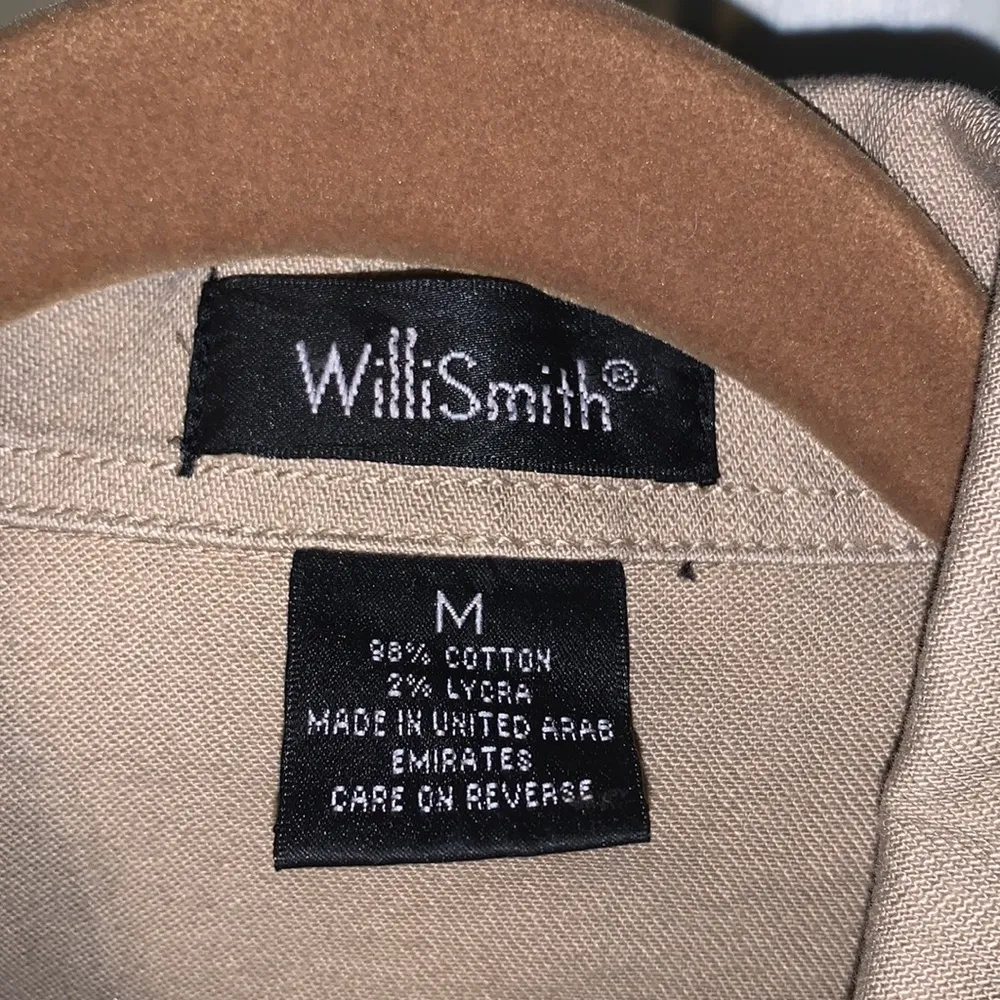 WilliSmith®
M
98% COTTON
2% LYCRA
MADE IN UNITED ARAB
EMIRATES
CARE ON REVERSE